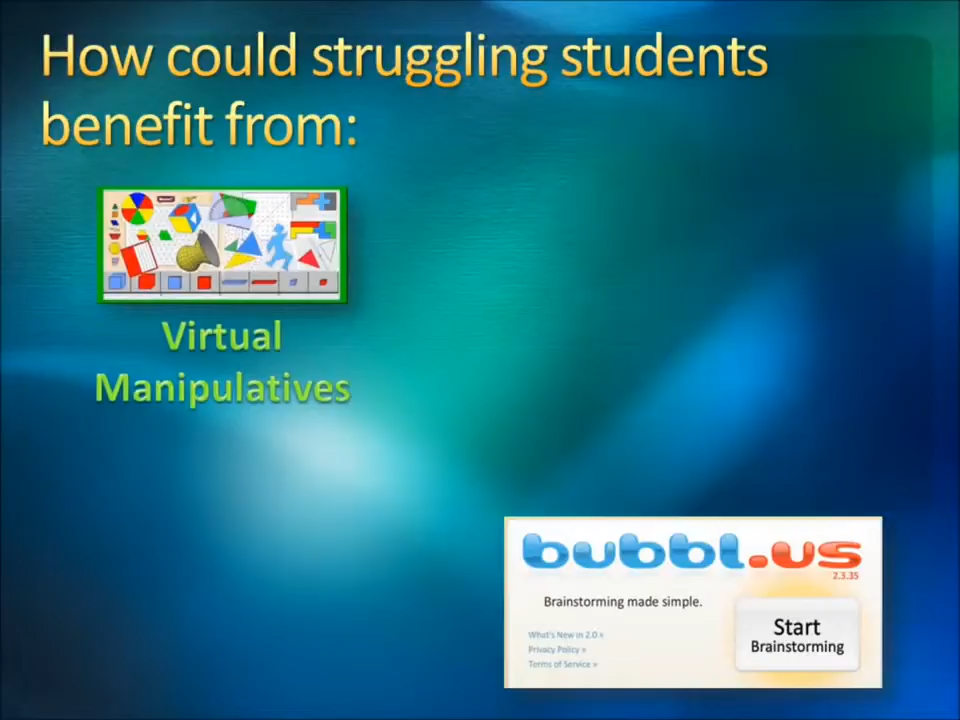 How could struggling students
benefit from:
Virtual
Manipulatives
bubbl.us
2.3.35
Brainstorming made simple.
What's New in 2.0 »
Privacy Policy »
Terms of Service »
Start
Brainstorming